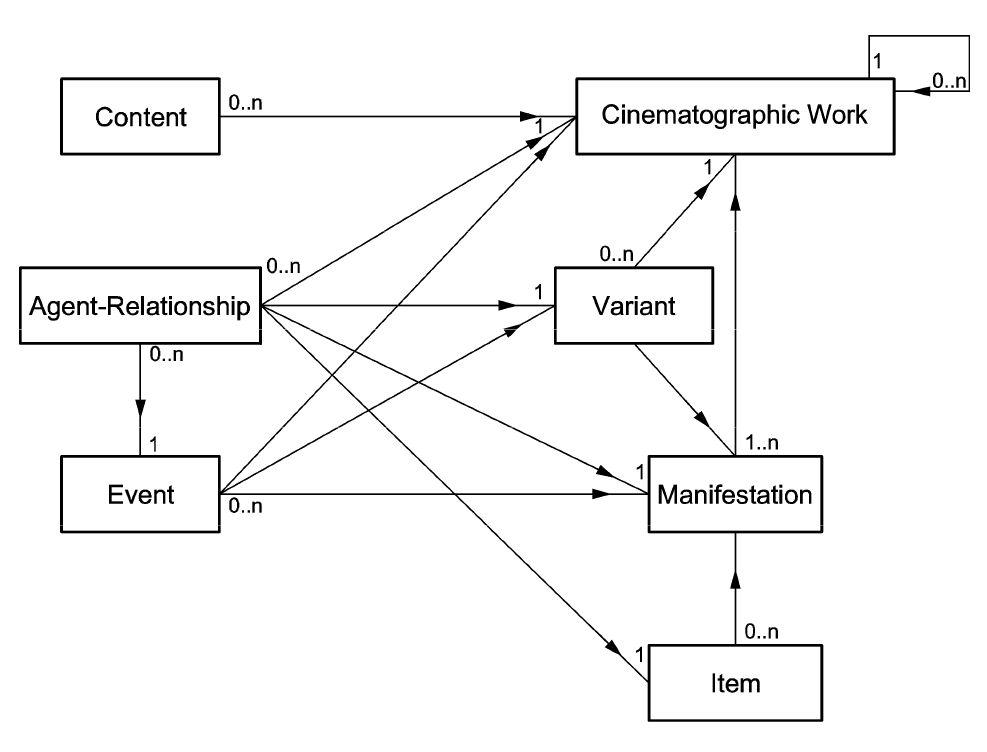 1
0..n
Content
0..n
Cinematographic Work
1
1
0..n
0..n
Agent-Relationship
1
Variant
0..n
1
1..n
1
Event
0..n
Manifestation
0..n
1
Item